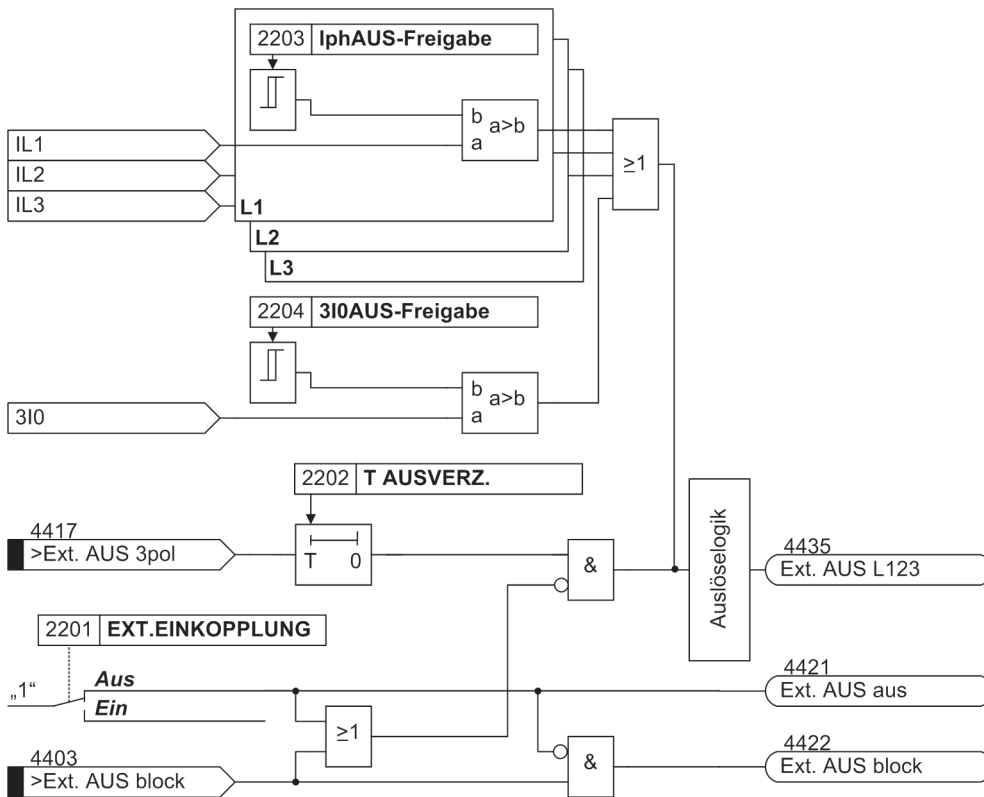 2203 IphAUS-Freigabe
b
a>b
a
IL1
IL2
IL3
≥1
L1
L2
L3
2204 3I0AUS-Freigabe
b
a>b
a
3I0
2202 T AUSVERZ.
4417
>Ext. AUS 3pol
T 0
&
Auslöselogik
4435
Ext. AUS L123
2201 EXT.EINKOPPLUNG
„1“
Aus
Ein
4421
Ext. AUS aus
≥1
4403
>Ext. AUS block
&
4422
Ext. AUS block